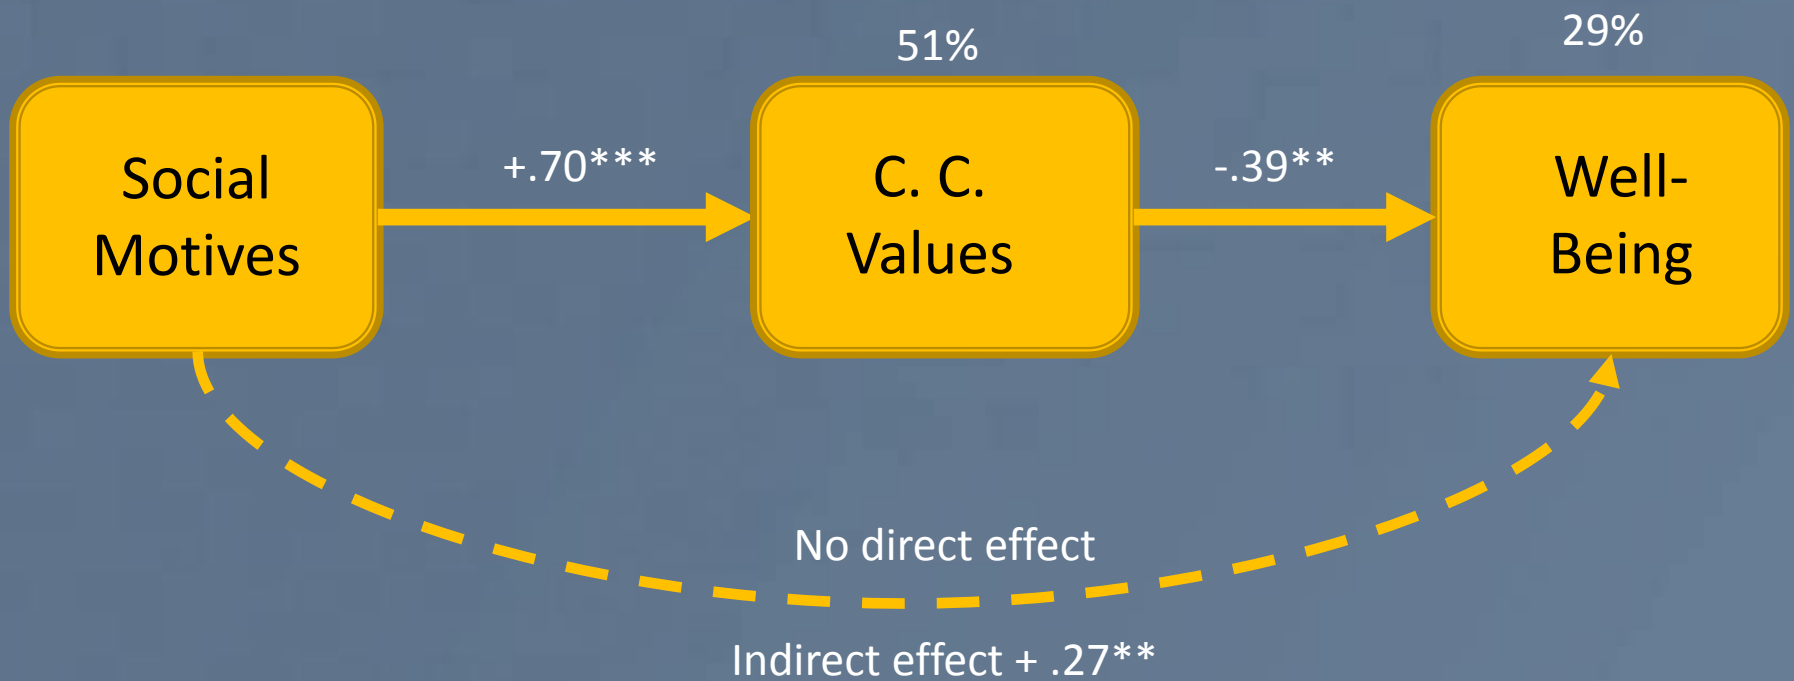 51%
29%
Social
Motives
+.70***
C. C.
Values
-.39**
Well-
Being
No direct effect
Indirect effect + .27**